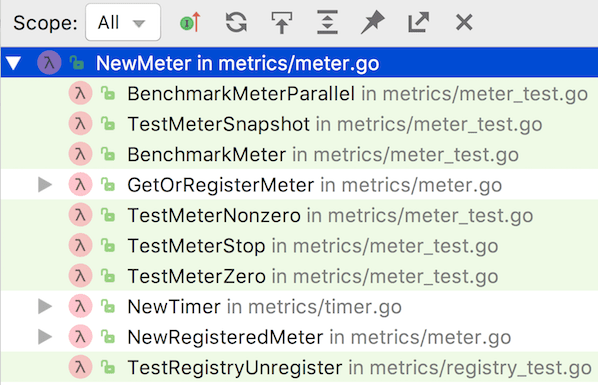 Scope: All
NewMeter in metrics/meter.go
BenchmarkMeterParallel in metrics/meter_test.go
TestMeterSnapshot in metrics/meter_test.go
BenchmarkMeter in metrics/meter_test.go
GetOrRegisterMeter in metrics/meter.go
TestMeterNonzero in metrics/meter_test.go
TestMeterStop in metrics/meter_test.go
TestMeterZero in metrics/meter_test.go
NewTimer in metrics/timer.go
NewRegisteredMeter in metrics/meter.go
TestRegistryUnregister in metrics/registry_test.go